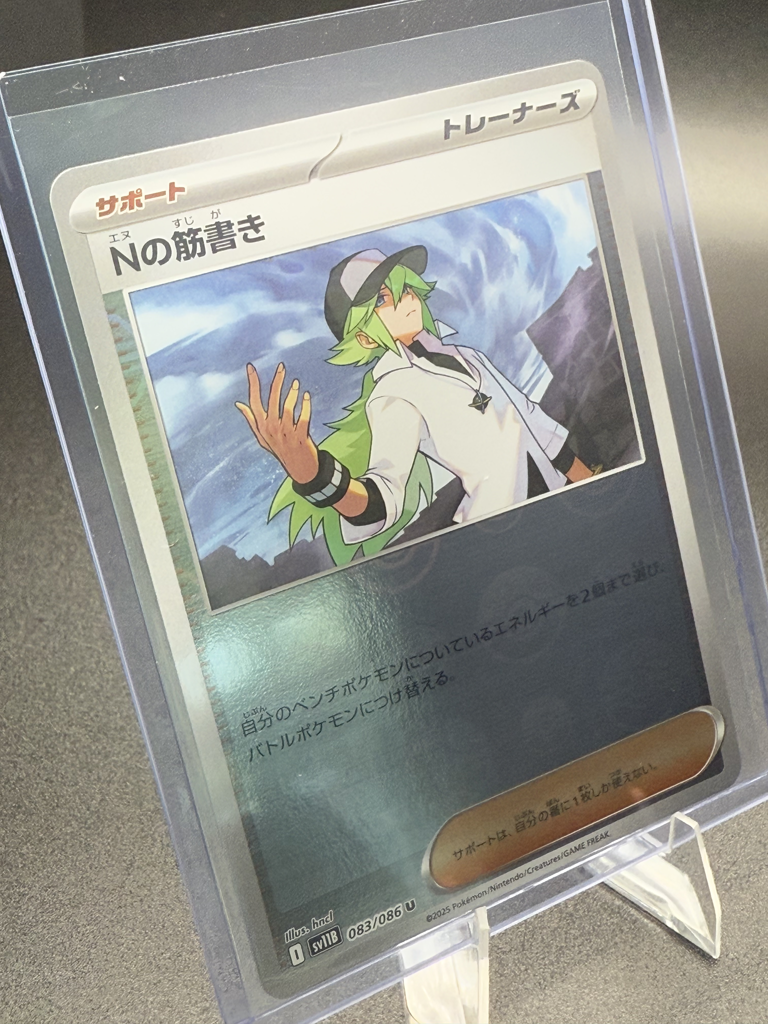 サポート
トレーナーズ
エヌ すじ が
Nの筋書き
自分のベンチポケモンについているエネルギーを2個まで選び、
バトルポケモンにつけ替える。
サポートは、自分の番に1枚しか使えない。
illus. hncl
I sv11B 083/086 U
©2025 Pokémon/Nintendo/Creatures/GAME FREAK.